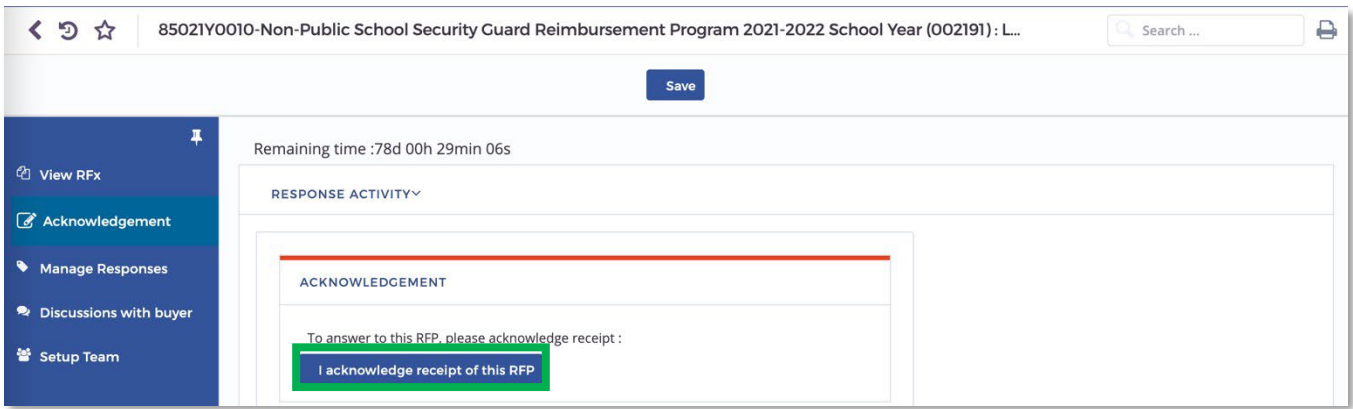 85021Y0010-Non-Public School Security Guard Reimbursement Program 2021-2022 School Year (002191) : L...
Search ...
Save
Remaining time :78d 00h 29min 06s
View RFx
RESPONSE ACTIVITY
Acknowledgement
Manage Responses
ACKNOWLEDGEMENT
Discussions with buyer
To answer to this RFP, please acknowledge receipt :
Setup Team
I acknowledge receipt of this RFP